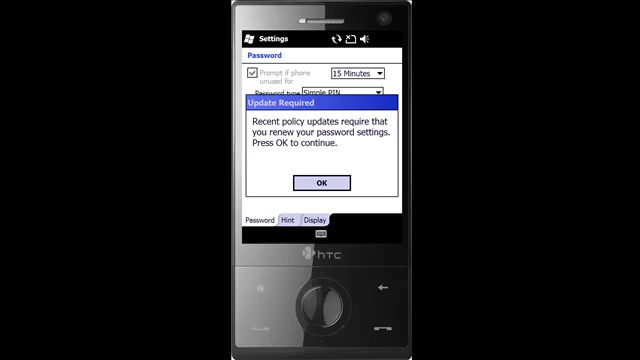 Settings
Password
Prompt if phone
unused for
15 Minutes
Password type
Simple PIN
Update Required
Recent policy updates require that
you renew your password settings.
Press OK to continue.
OK
Password
Hint
Display
hTC